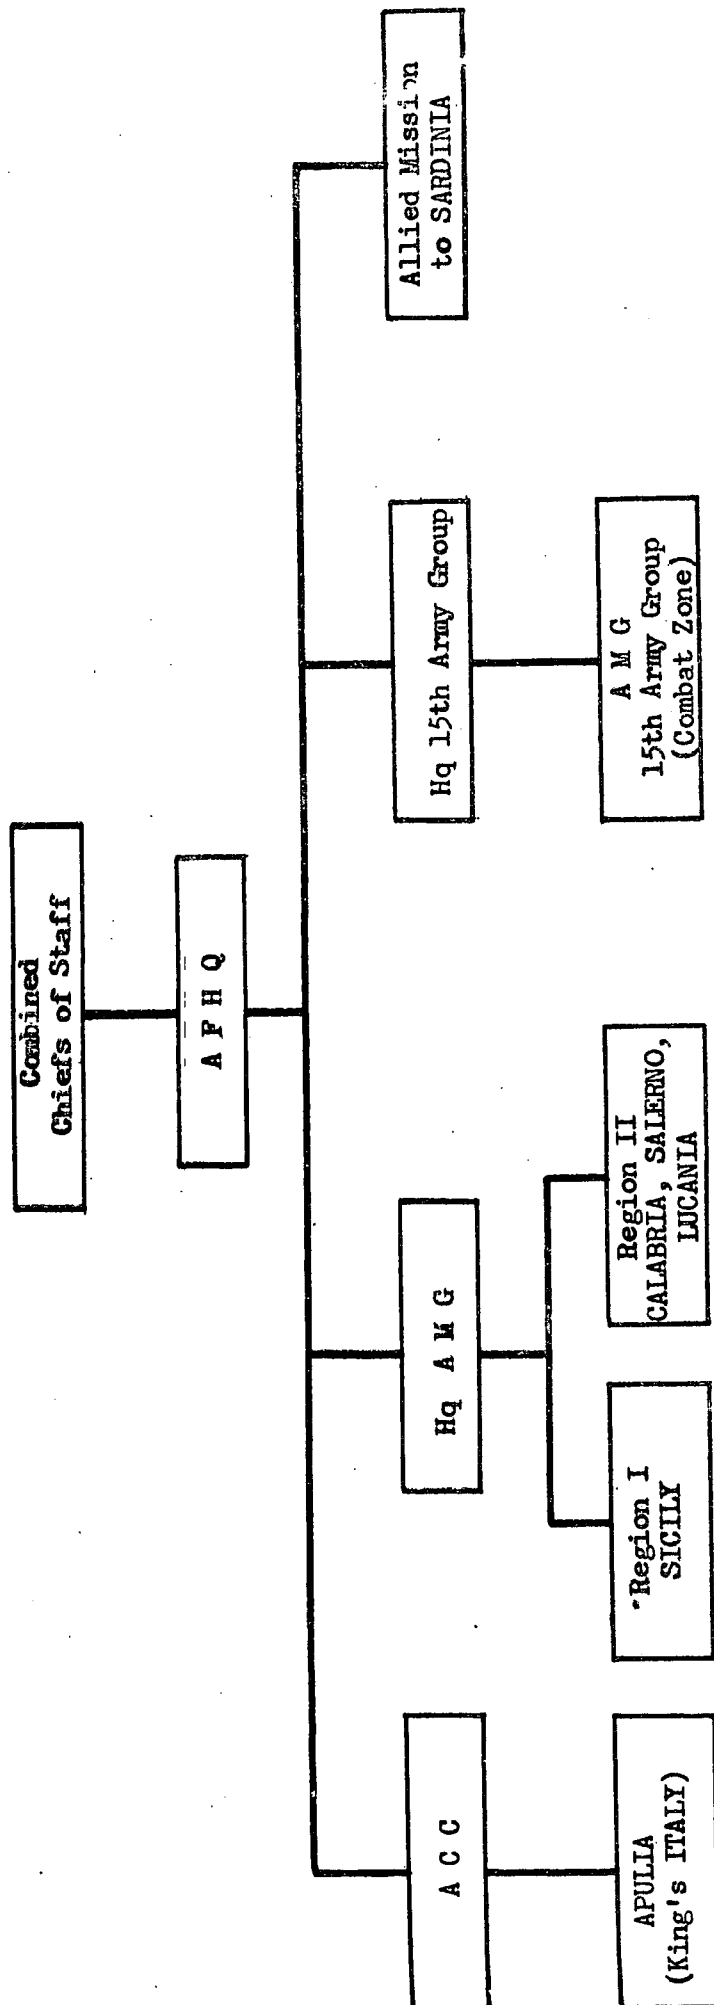 Combined
Chiefs of Staff
A F H Q
A C C
Hq A M G
Hq 15th Army Group
Allied Mission
to SARDINIA
APULIA
(King's ITALY)
Region I
SICILY
Region II
CALABRIA, SALERNO,
LUCANIA
A M G
15th Army Group
(Combat Zone)